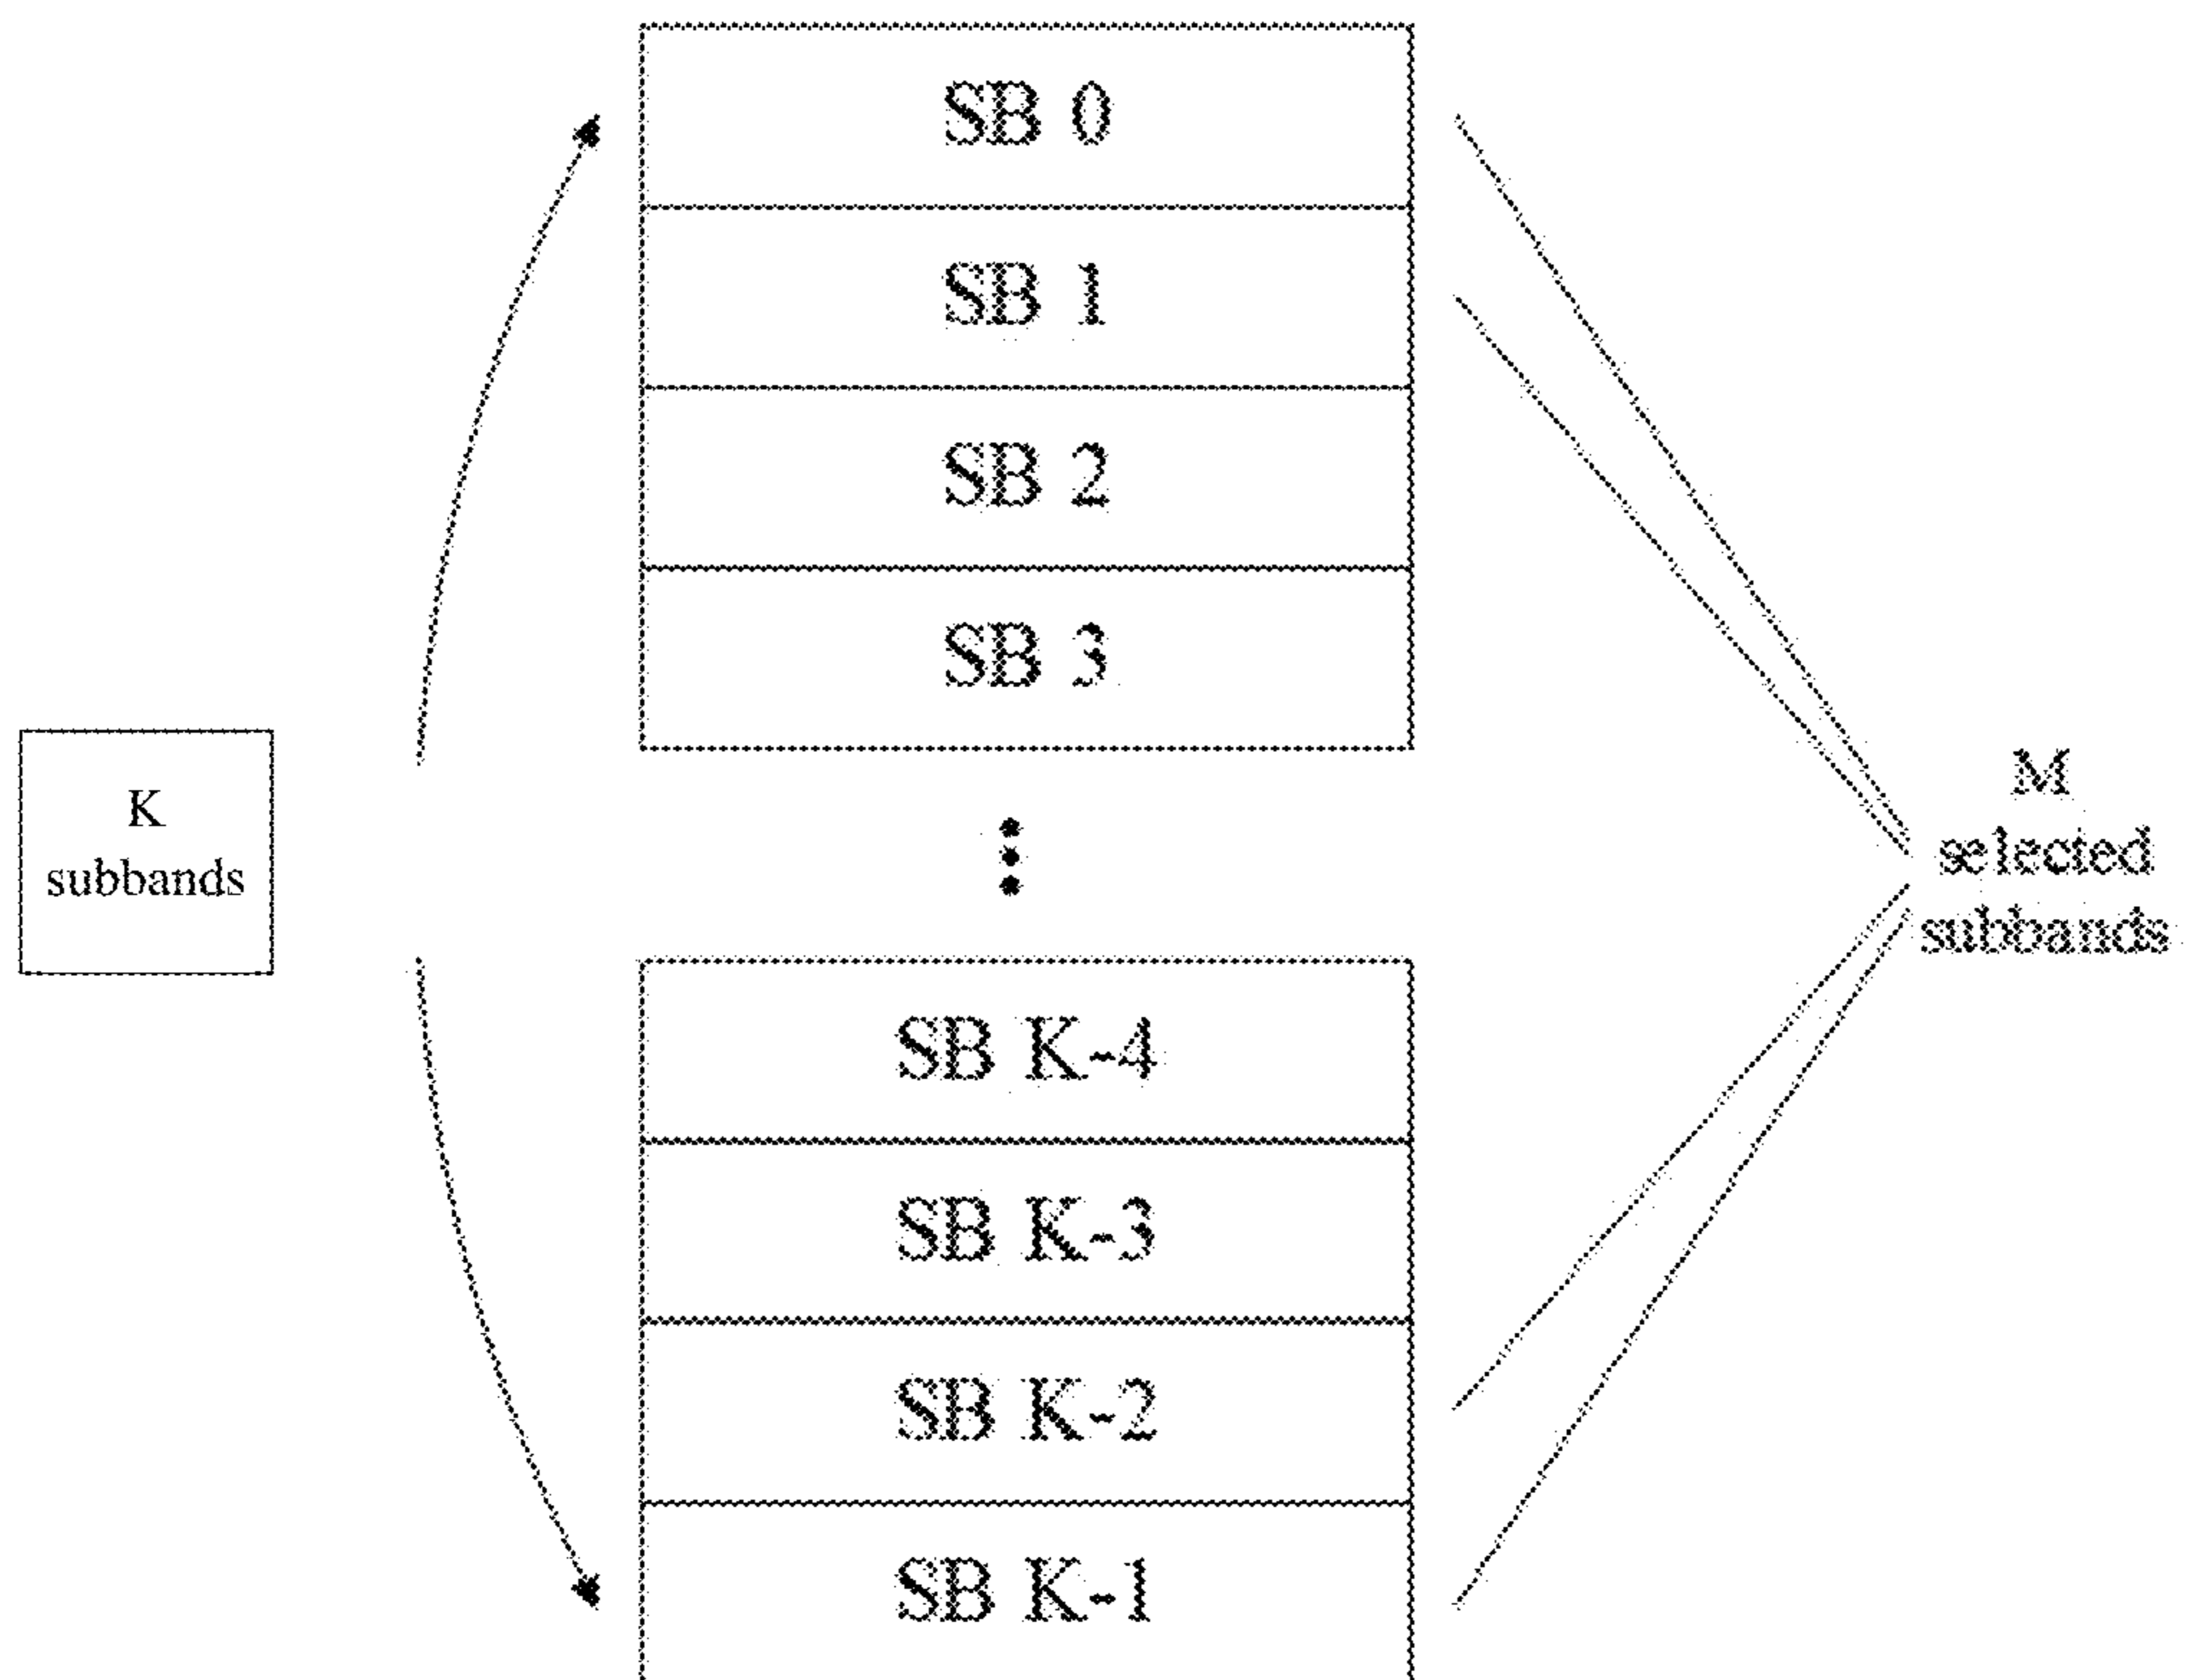 SB 0
SB 1
SB 2
SB 3
K
subbands
M
selected
subbands
SB K-4
SB K-3
SB K-2
SB K-1